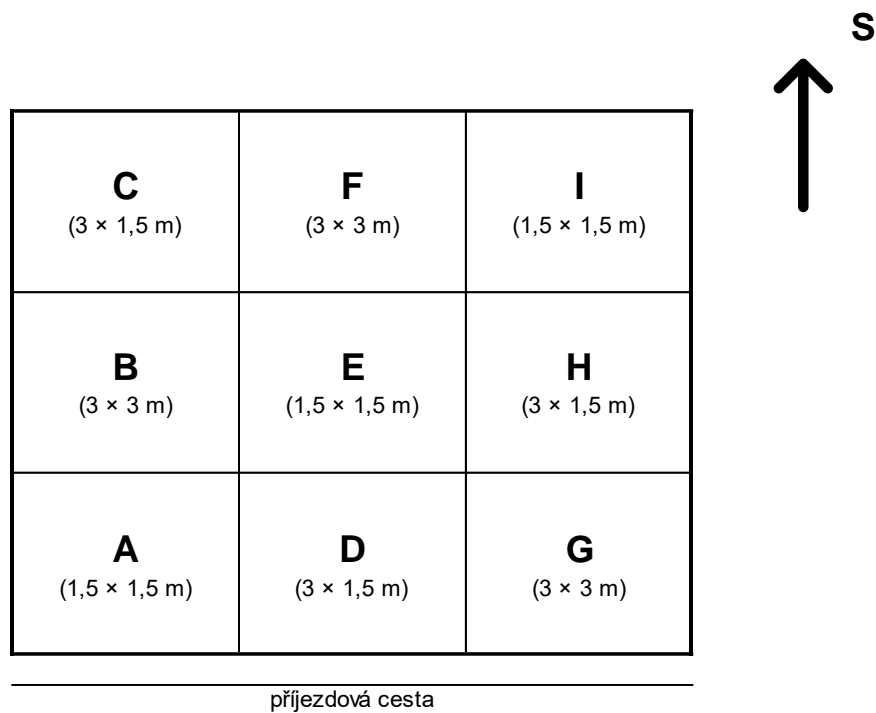 S
C
(3 × 1,5 m)
F
(3 × 3 m)
I
(1,5 × 1,5 m)
B
(3 × 3 m)
E
(1,5 × 1,5 m)
H
(3 × 1,5 m)
A
(1,5 × 1,5 m)
D
(3 × 1,5 m)
G
(3 × 3 m)
příjezdová cesta